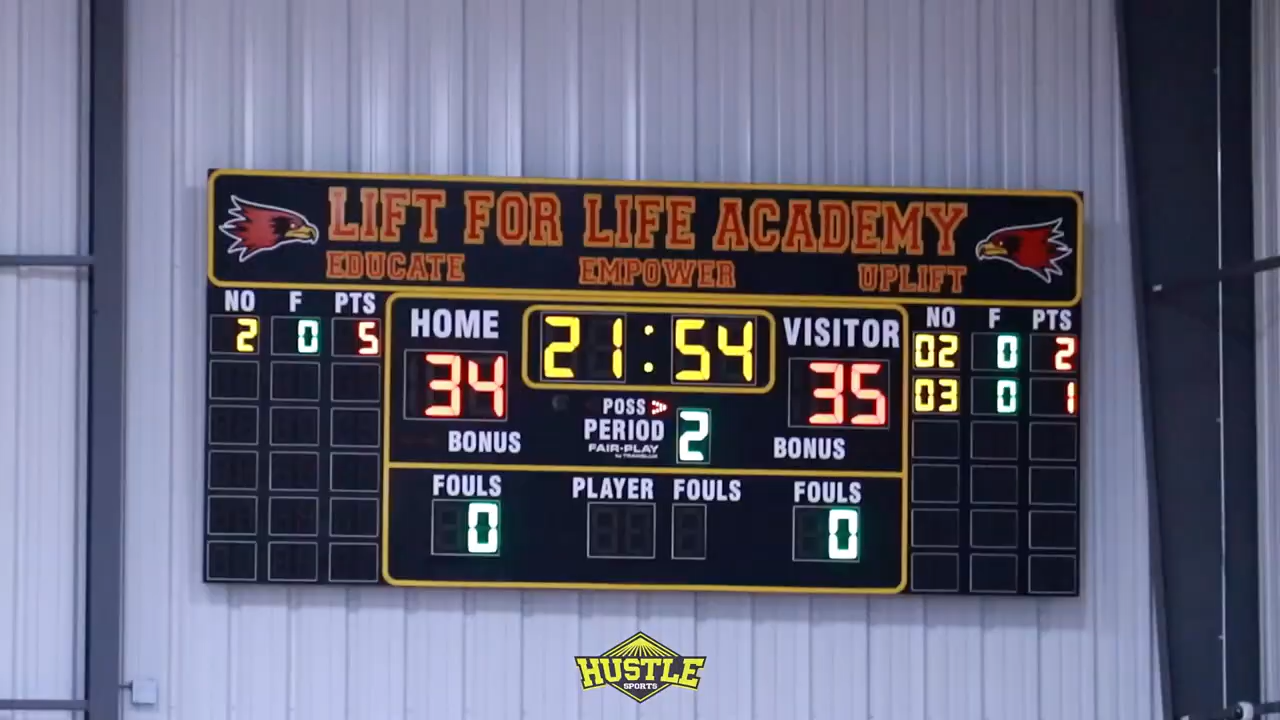 LIFT FOR LIFE ACADEMY
EDUCATE EMPOWER UPLIFT
NO F PTS
2 0 5
HOME
34
21:54
VISITOR
35
POSS
PERIOD 2
FAIR-PLAY
BONUS
BONUS
FOULS
0
PLAYER FOULS
FOULS
0
NO F PTS
02 0 2
03 0 1
HUSTLE
SPORTS